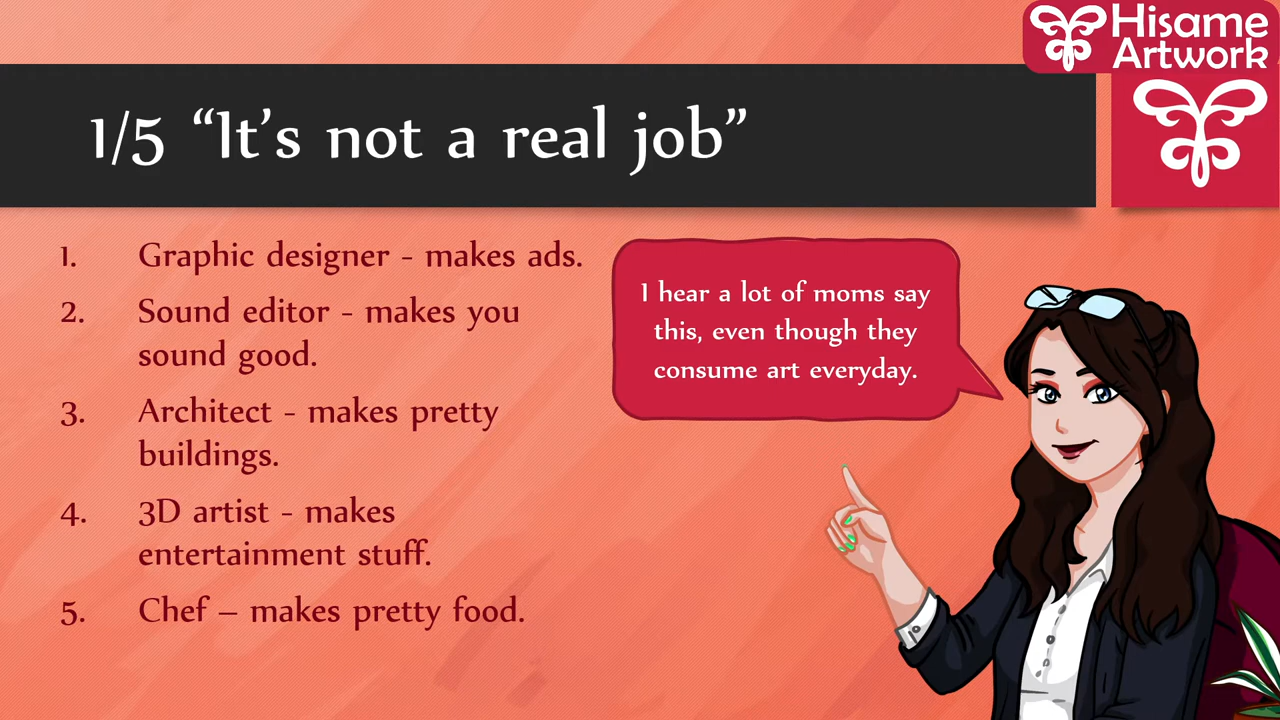 Hisame
Artwork
1/5 “It’s not a real job”
1. Graphic designer - makes ads.
2. Sound editor - makes you
sound good.
3. Architect - makes pretty
buildings.
4. 3D artist - makes
entertainment stuff.
5. Chef – makes pretty food.
I hear a lot of moms say
this, even though they
consume art everyday.